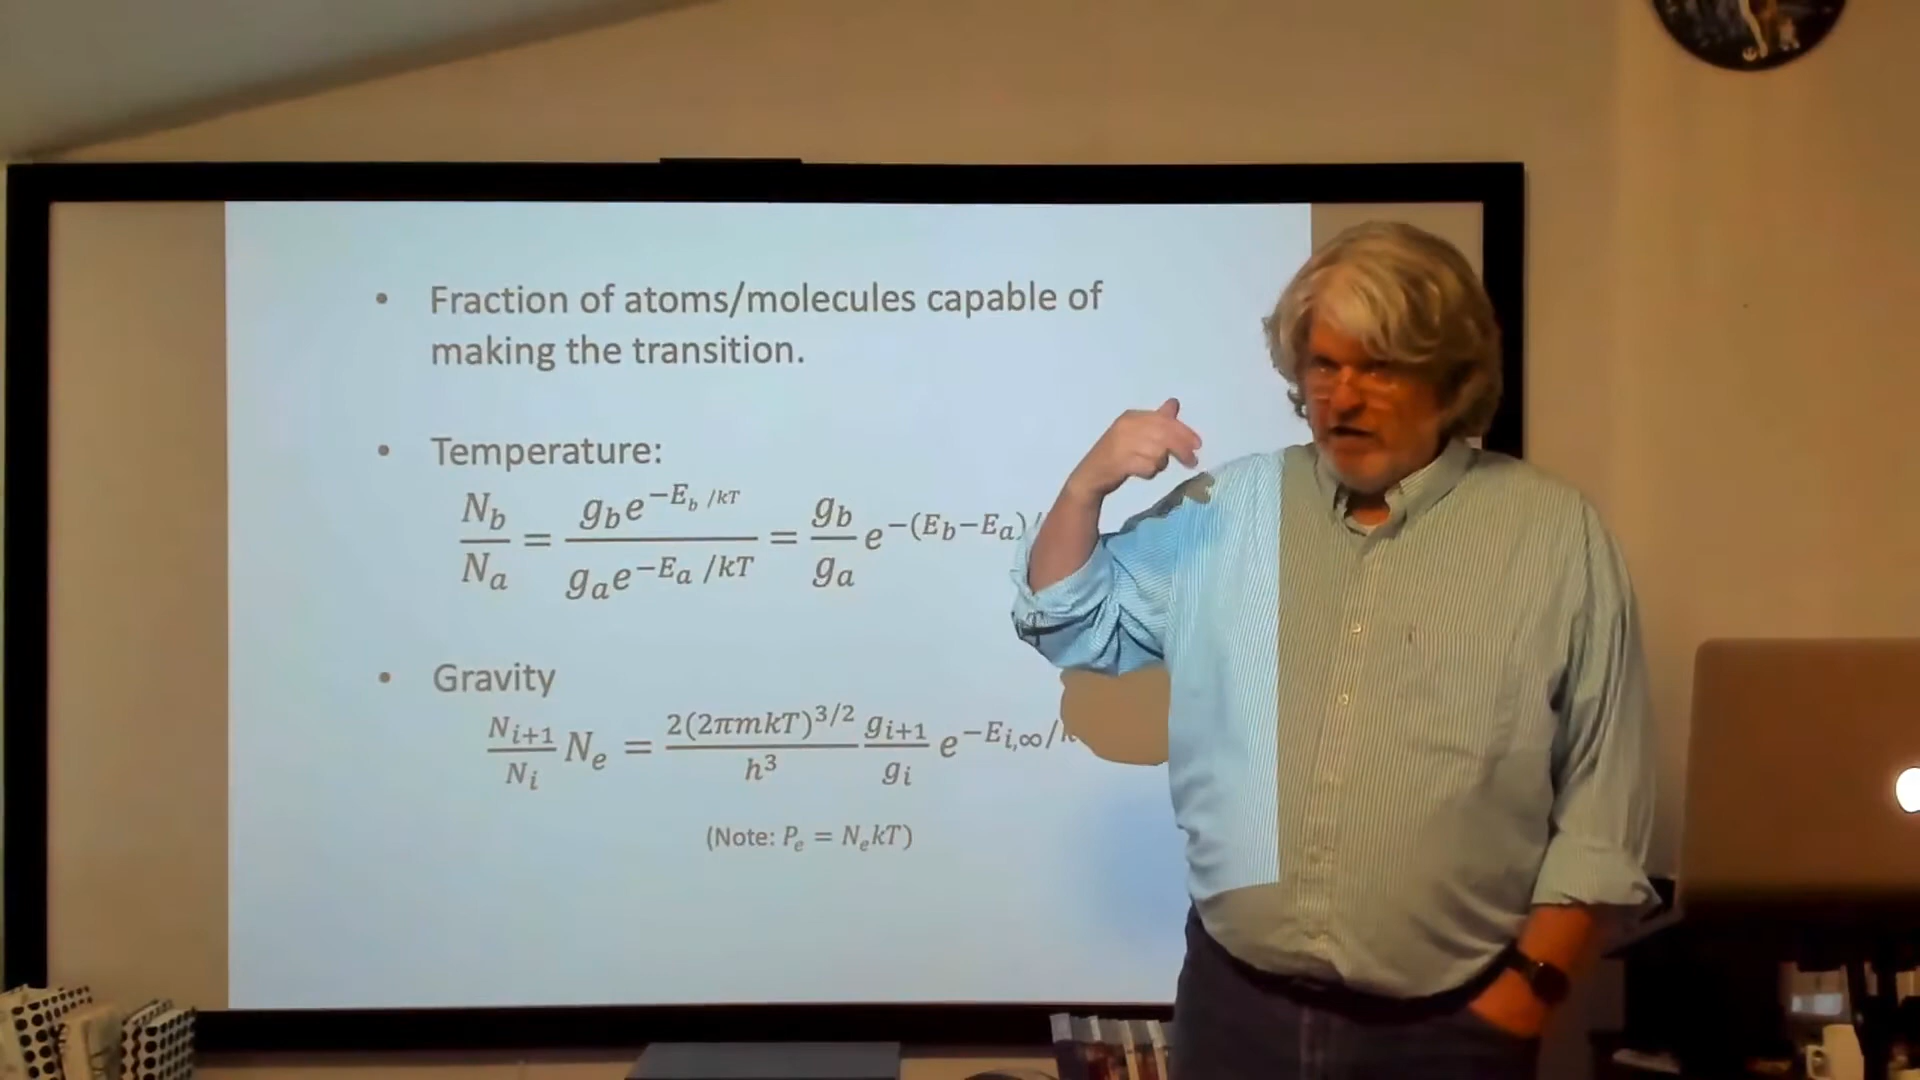 • Fraction of atoms/molecules capable of
making the transition.
• Temperature:
N_b/N_a = g_b e^{-E_b/kT} / g_a e^{-E_a/kT} = g_b/g_a e^{-(E_b-E_a)/
• Gravity
N_{i+1}/N_i N_e = 2(2πmkT)^{3/2}/h^3 g_{i+1}/g_i e^{-E_{i,∞}/
(Note: P_e = N_e kT)